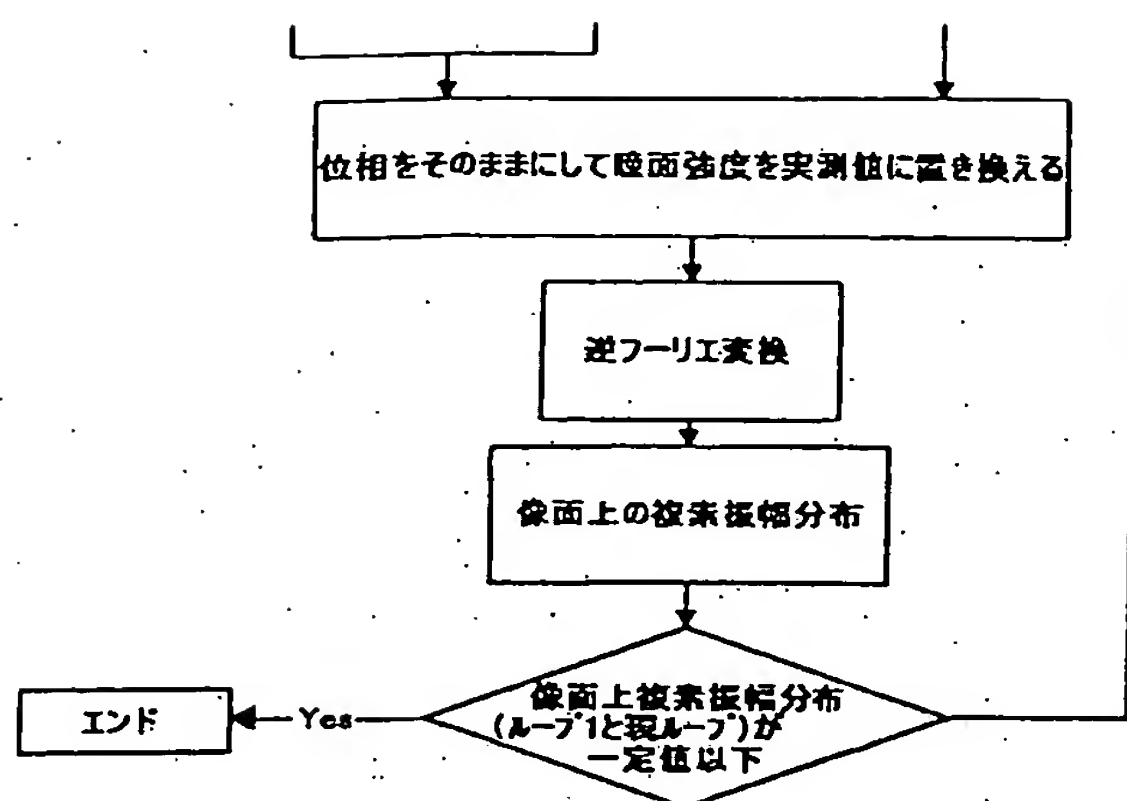 位相をそのままにして瞳面強度を実測値に置き換える
逆フーリエ変換
像面上の複素振幅分布
像面上複素振幅分布
(ループ1と現ループ)が
一定値以下
Yes
エンド